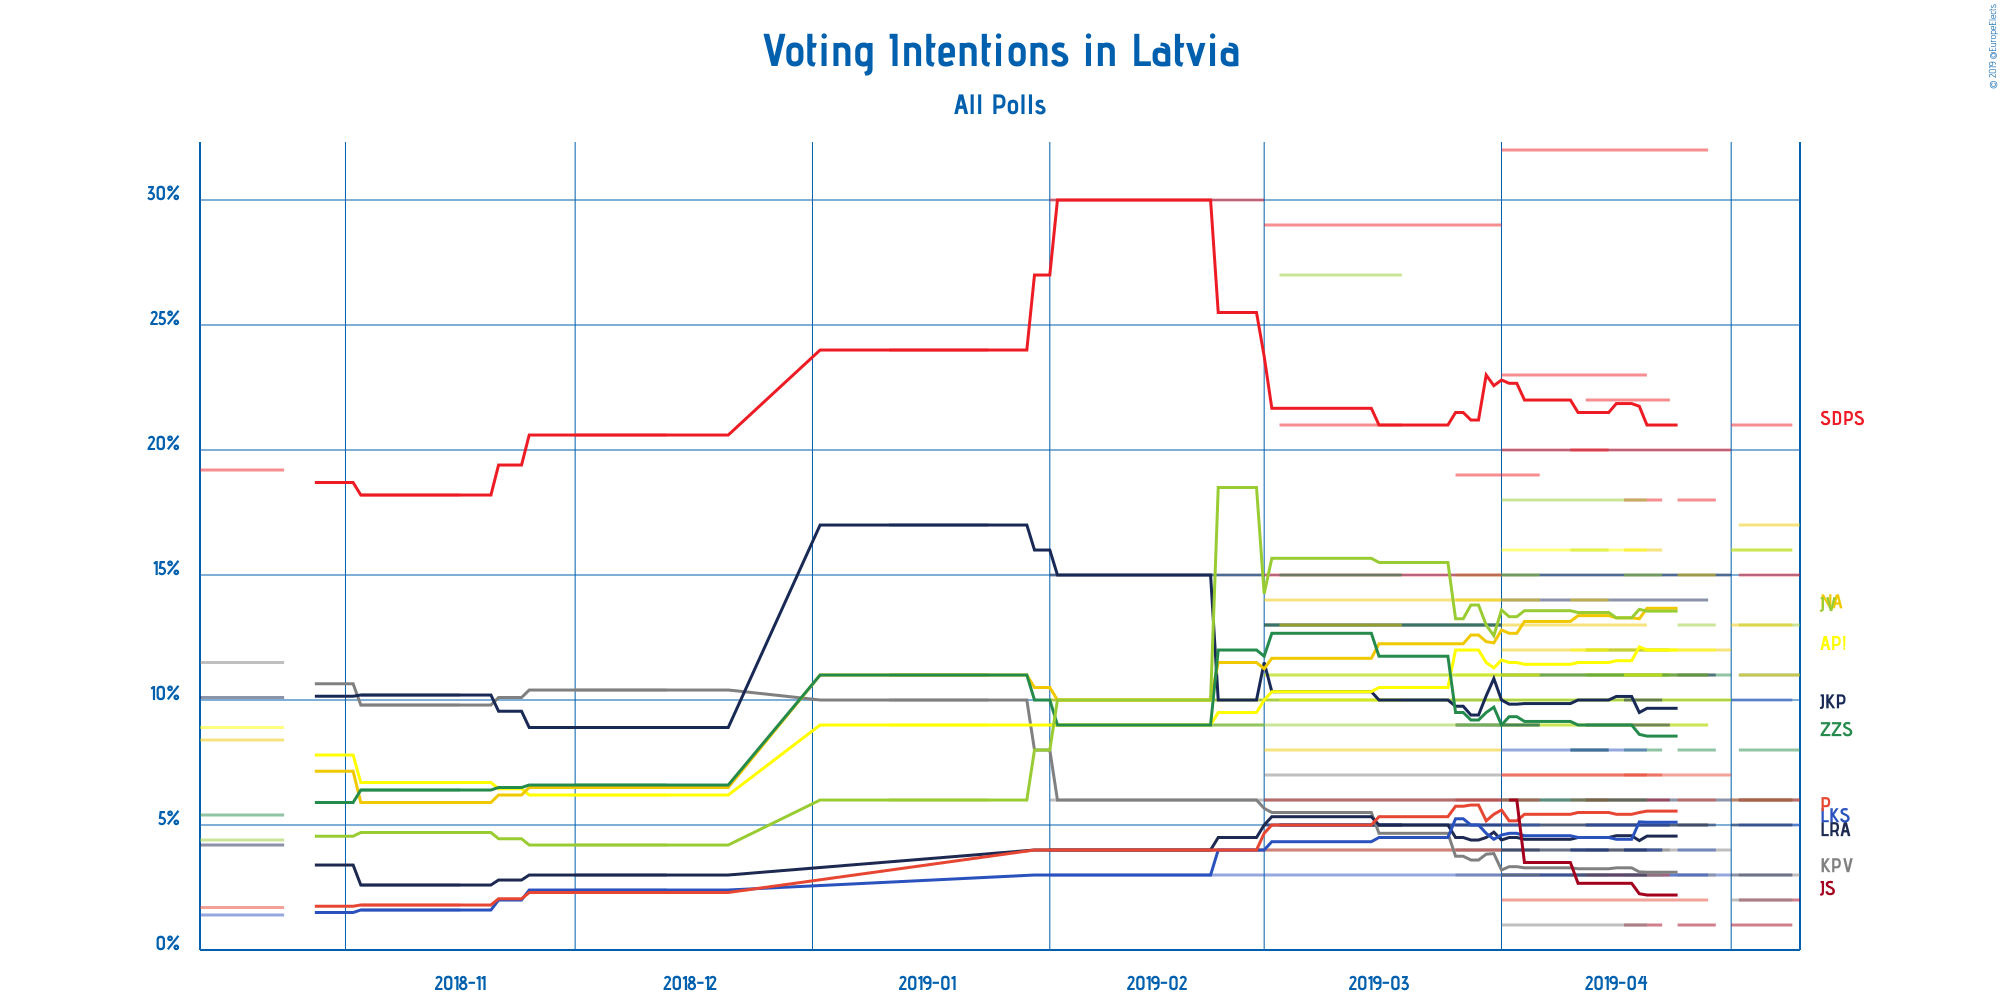 Voting Intentions in Latvia
All Polls
© 2019 @EuropeElects
30%
25%
20%
15%
10%
5%
0%
SDPS
NA
JV
API
JKP
ZZS
P
LKS
LRA
KPV
JS
2018-11 2018-12 2019-01 2019-02 2019-03 2019-04